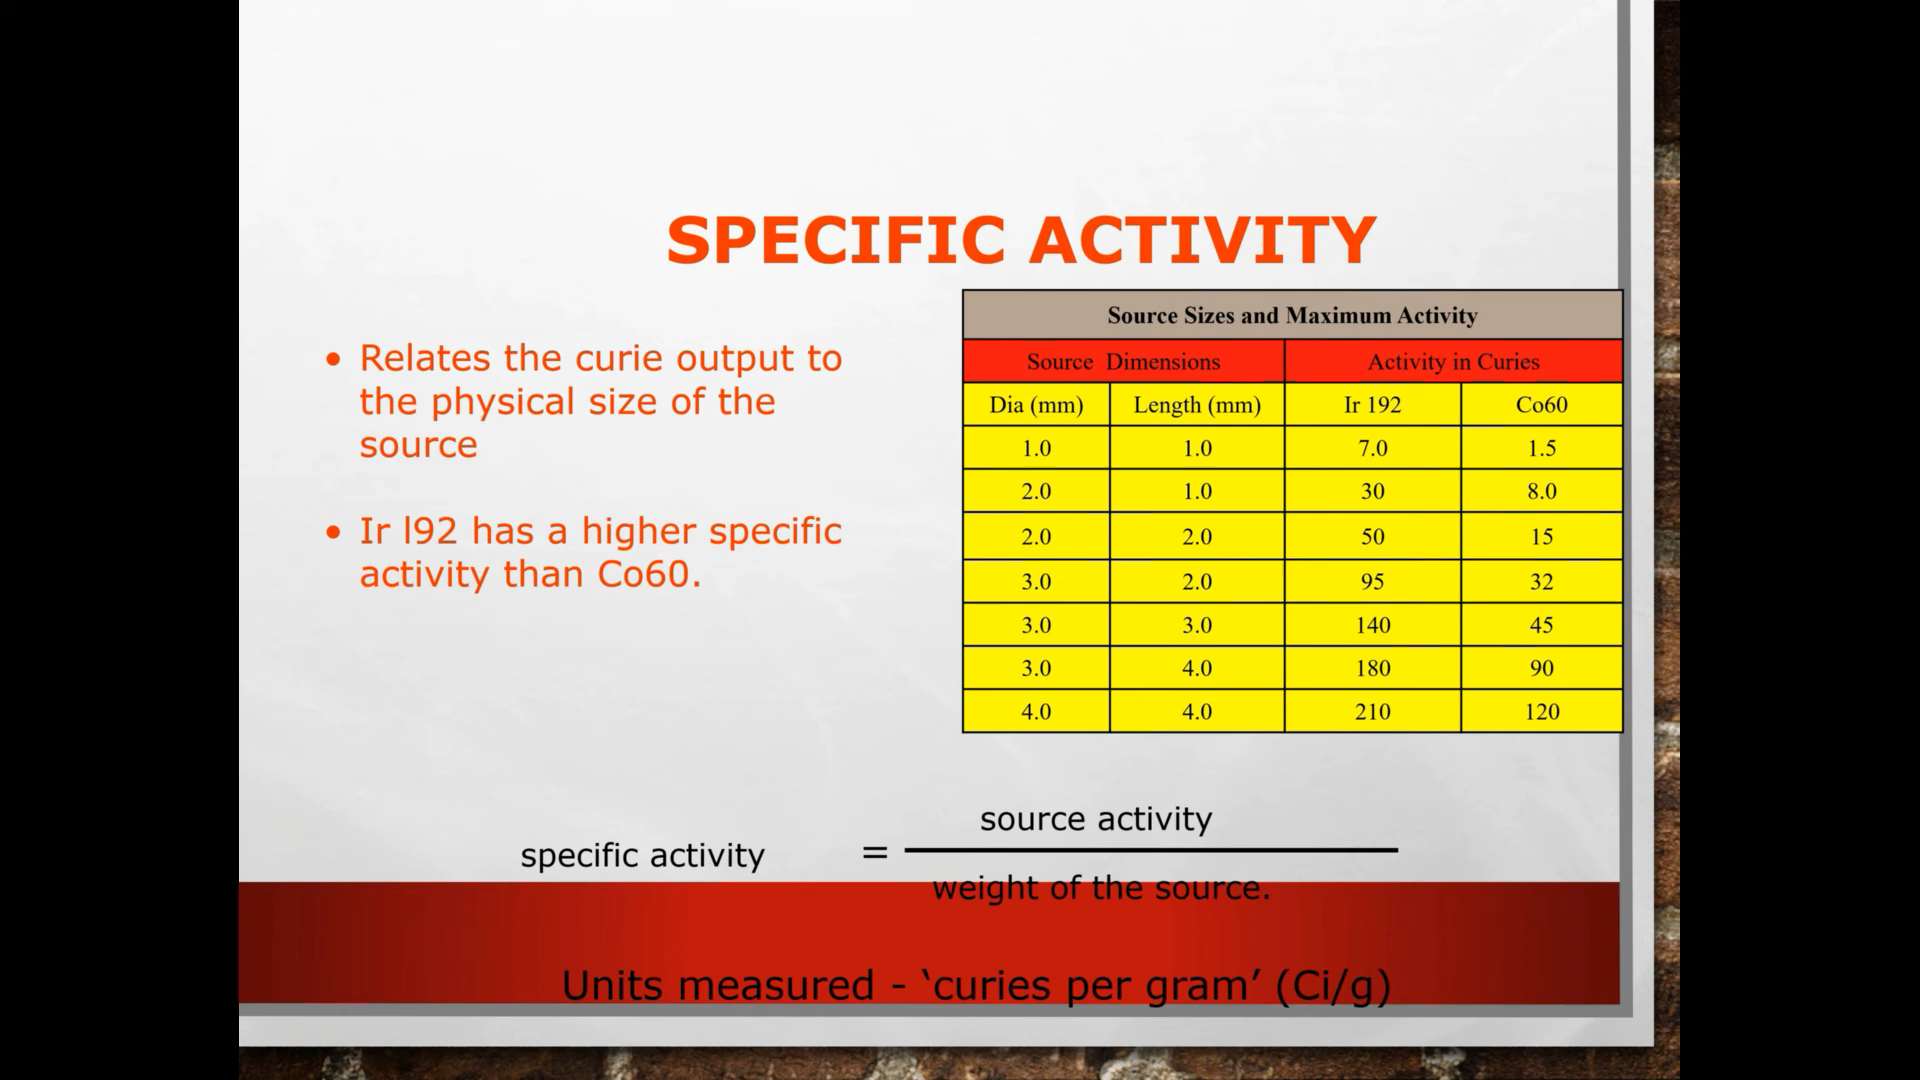 SPECIFIC ACTIVITY
• Relates the curie output to
the physical size of the
source
• Ir l92 has a higher specific
activity than Co60.
Source Sizes and Maximum Activity
Source Dimensions Activity in Curies
Dia (mm) Length (mm) Ir 192 Co60
1.0 1.0 7.0 1.5
2.0 1.0 30 8.0
2.0 2.0 50 15
3.0 2.0 95 32
3.0 3.0 140 45
3.0 4.0 180 90
4.0 4.0 210 120
source activity
specific activity =
weight of the source.
Units measured - ‘curies per gram’ (Ci/g)